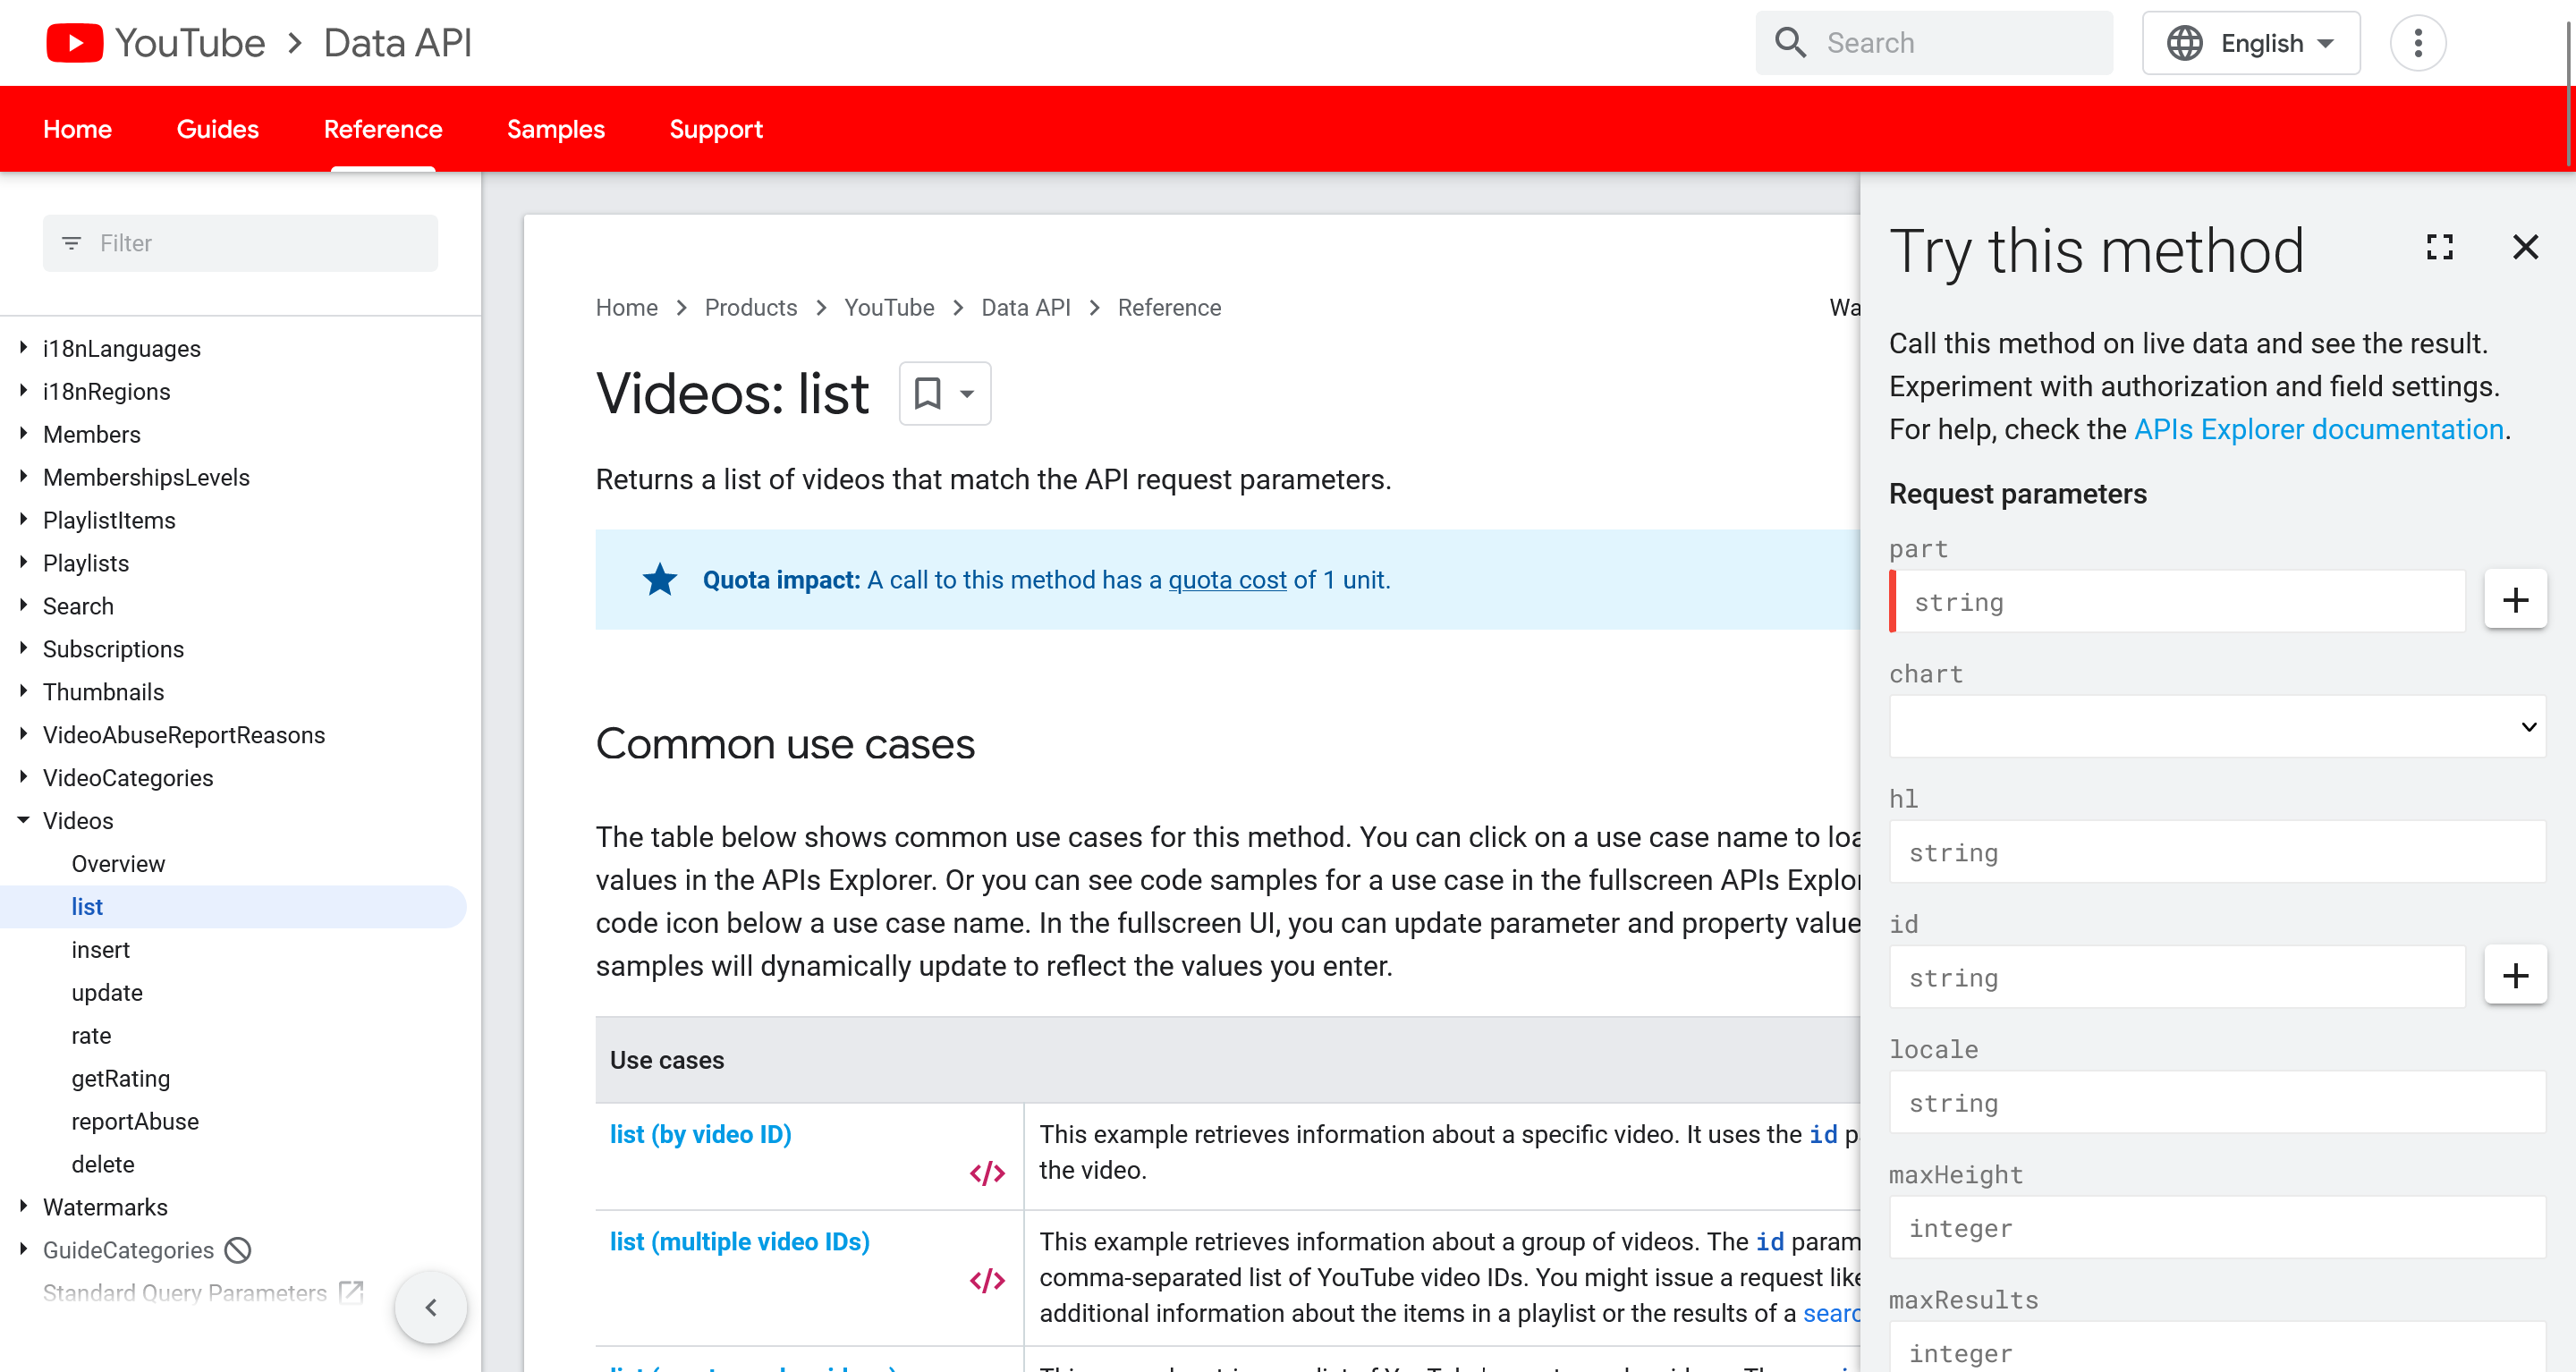 YouTube > Data API
Search
English
Home
Guides
Reference
Samples
Support
Filter
i18nLanguages
i18nRegions
Members
MembershipsLevels
PlaylistItems
Playlists
Search
Subscriptions
Thumbnails
VideoAbuseReportReasons
VideoCategories
Videos
Overview
list
insert
update
rate
getRating
reportAbuse
delete
Watermarks
GuideCategories
Standard Query Parameters
Home > Products > YouTube > Data API > Reference
Videos: list
Returns a list of videos that match the API request parameters.
Quota impact: A call to this method has a quota cost of 1 unit.
Common use cases
The table below shows common use cases for this method. You can click on a use case name to
values in the APIs Explorer. Or you can see code samples for a use case in the fullscreen APIs
code icon below a use case name. In the fullscreen UI, you can update parameter and property
samples will dynamically update to reflect the values you enter.
Use cases
list (by video ID)
</>
This example retrieves information about a specific video. It uses the id
the video.
list (multiple video IDs)
</>
This example retrieves information about a group of videos. The id
comma-separated list of YouTube video IDs. You might issue a request
additional information about the items in a playlist or the results of a
Try this method
Call this method on live data and see the result.
Experiment with authorization and field settings.
For help, check the APIs Explorer documentation.
Request parameters
part
string
chart
hl
string
id
string
locale
string
maxHeight
integer
maxResults
integer